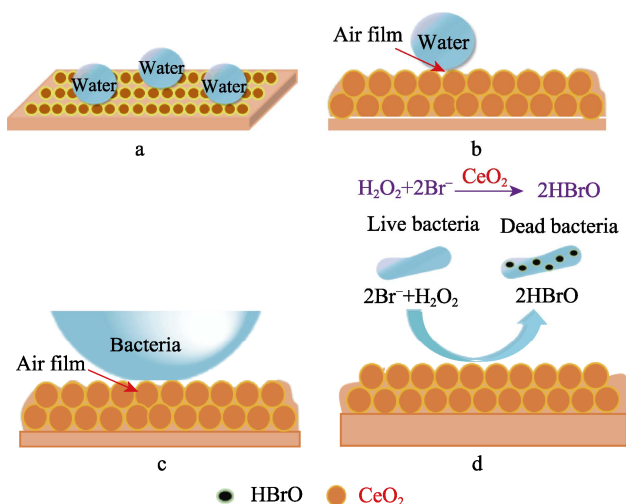 Water
Water
Water
a
Air film
Water
b
H₂O₂+2Br⁻ CeO₂ 2HBrO
Live bacteria
Dead bacteria
2Br⁻+H₂O₂
2HBrO
Bacteria
Air film
c
d
HBrO
CeO₂